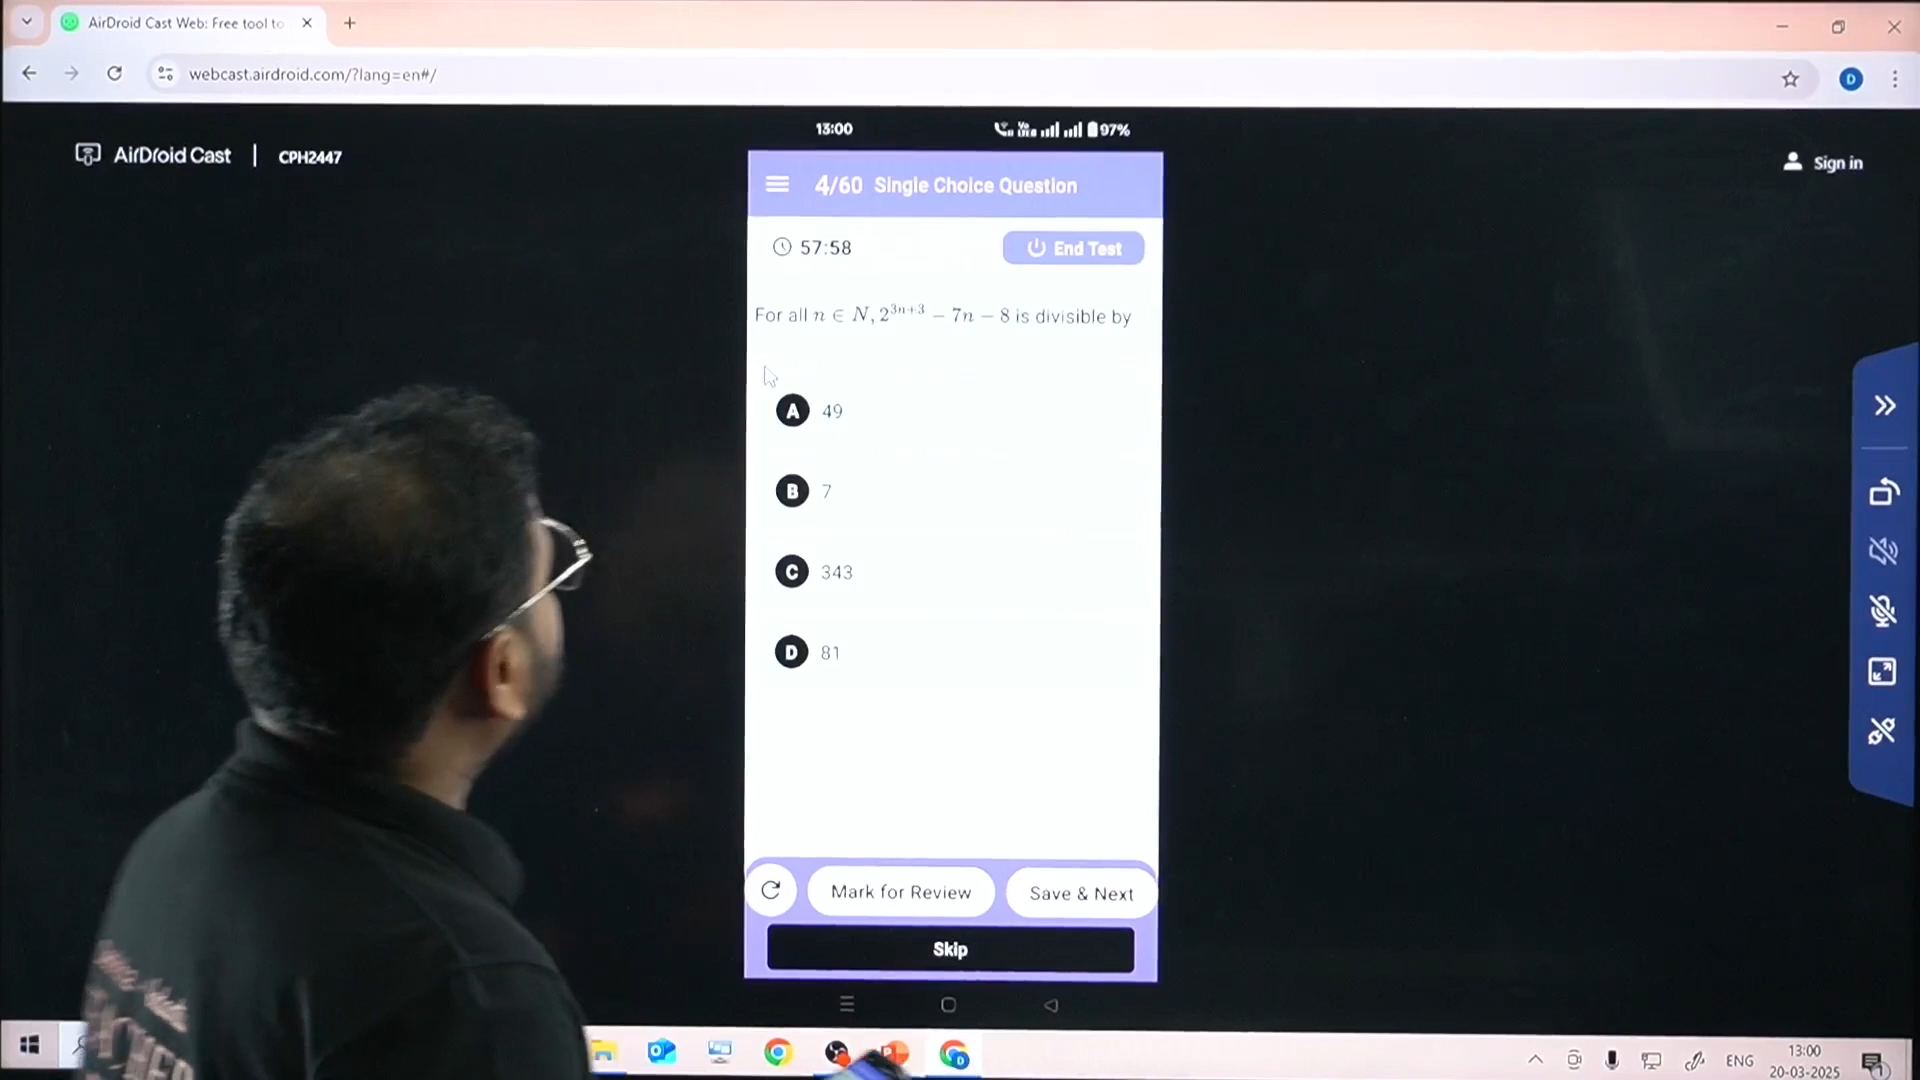 AirDroid Cast Web: Free tool to
webcast.airdroid.com/?lang=en#/
D
AirDroid Cast | CPH2447
Sign in
13:00
97%
4/60 Single Choice Question
57:58
End Test
For all n ∈ N, 2^{3n+3} − 7n − 8 is divisible by
A 49
B 7
C 343
D 81
Mark for Review
Save & Next
Skip
ENG
13:00
20-03-2025